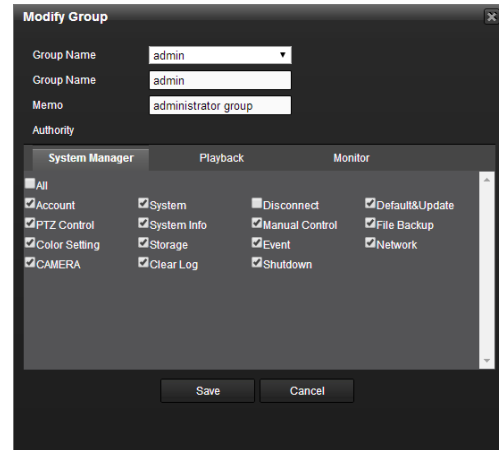 Modify Group
Group Name admin
Group Name admin
Memo administrator group
Authority
System Manager Playback Monitor
All
Account System Disconnect Default&Update
PTZ Control System Info Manual Control File Backup
Color Setting Storage Event Network
CAMERA Clear Log Shutdown
Save Cancel